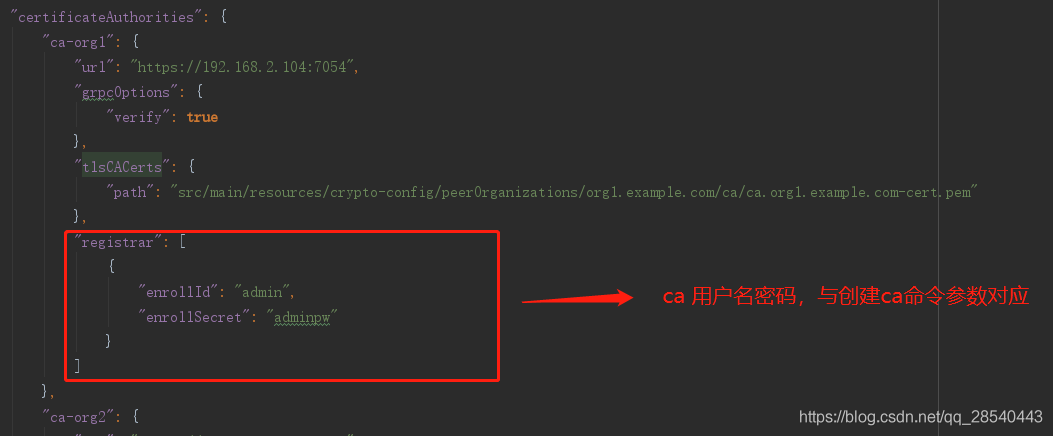 "certificateAuthorities": {
"ca-org1": {
"url": "https://192.168.2.104:7054",
"grpcOptions": {
"verify": true
},
"tlsCACerts": {
"path": "src/main/resources/crypto-config/peerOrganizations/org1.example.com/ca/ca.org1.example.com-cert.pem"
},
"registrar": [
{
"enrollId": "admin",
"enrollSecret": "adminpw"
}
]
},
"ca-org2": {
ca 用户名密码，与创建ca命令参数对应
https://blog.csdn.net/qq_28540443